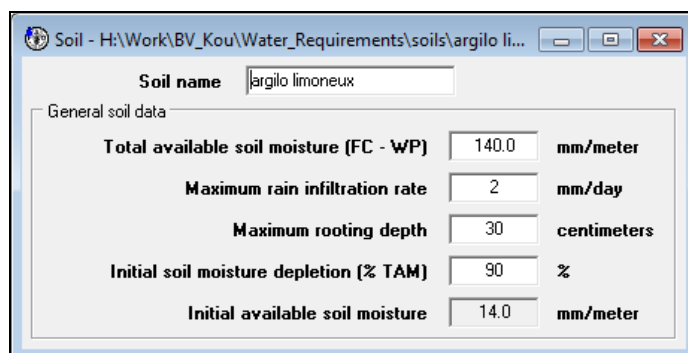 Soil - H:\Work\BV_Kou\Water_Requirements\soils\argilo li...
Soil name argilo limoneux
General soil data
Total available soil moisture (FC - WP) 140.0 mm/meter
Maximum rain infiltration rate 2 mm/day
Maximum rooting depth 30 centimeters
Initial soil moisture depletion (% TAM) 90 %
Initial available soil moisture 14.0 mm/meter